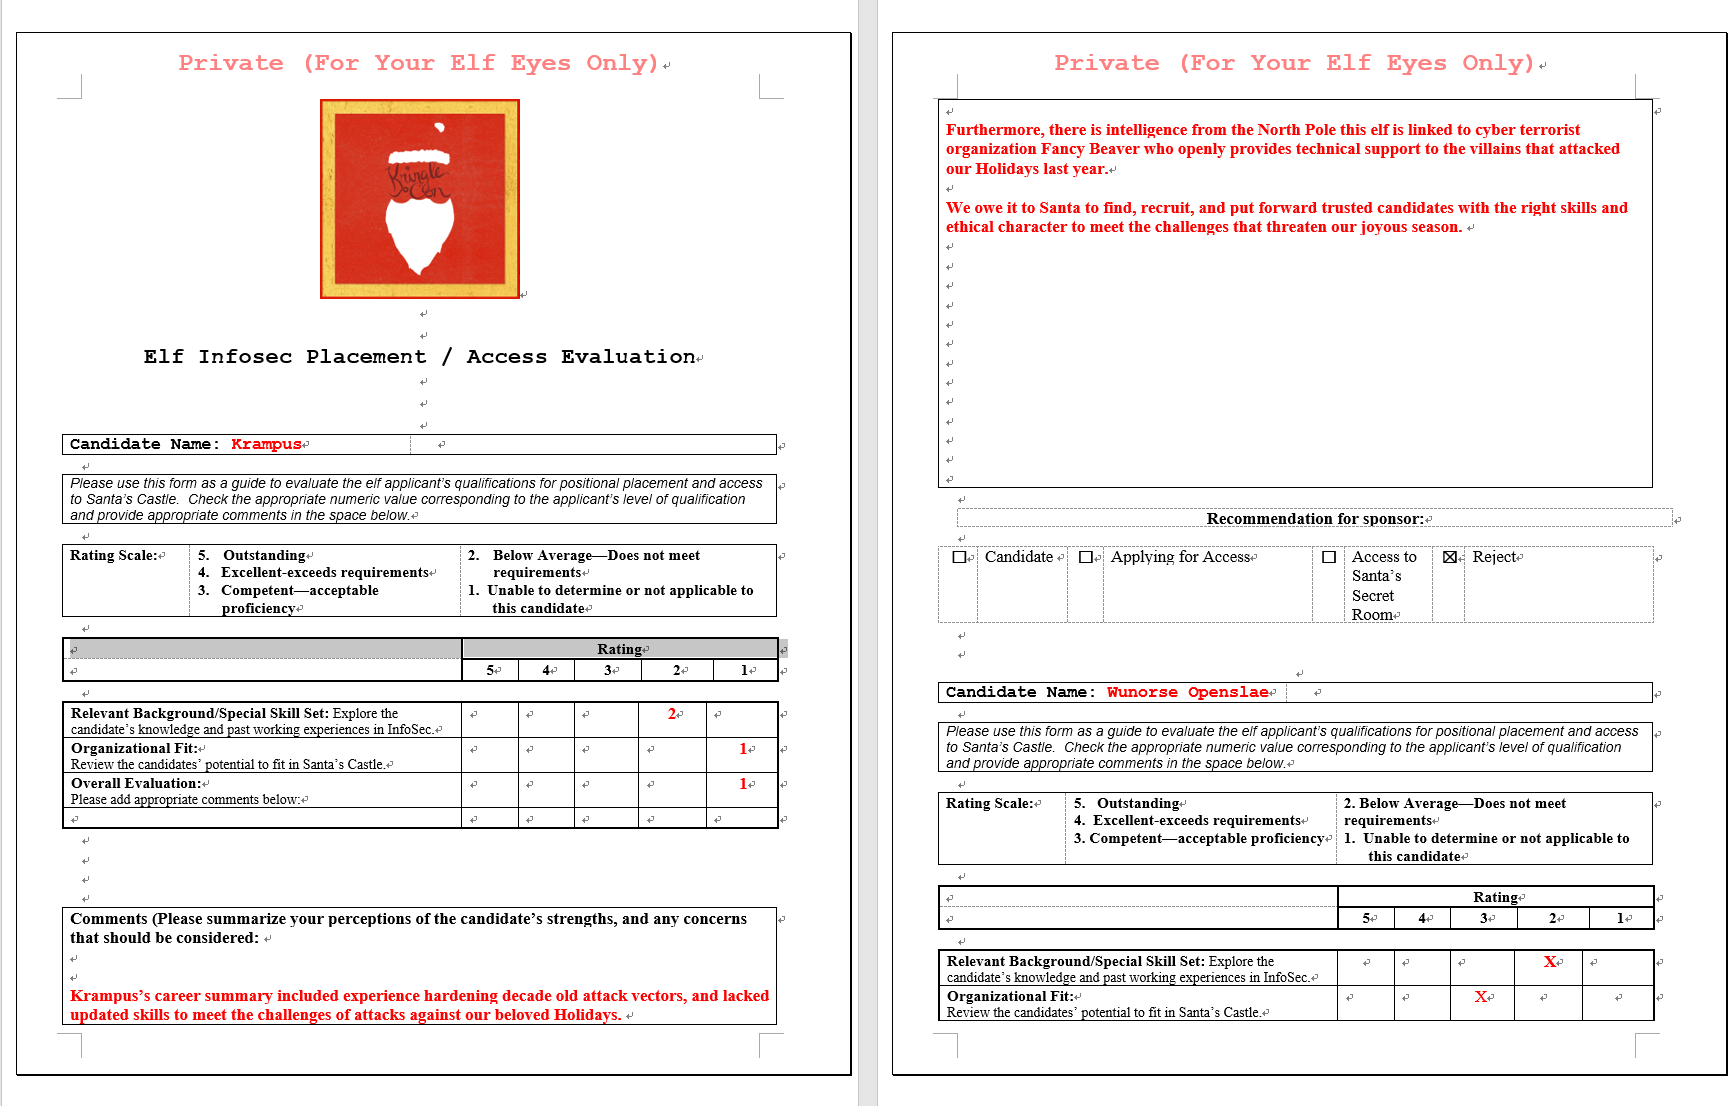 Private (For Your Elf Eyes Only)
Kringle
Con
Elf Infosec Placement / Access Evaluation
Candidate Name: Krampus
Please use this form as a guide to evaluate the elf applicant’s qualifications for positional placement and access
to Santa’s Castle.  Check the appropriate numeric value corresponding to the applicant’s level of qualification
and provide appropriate comments in the space below.
Rating Scale:
5. Outstanding
4. Excellent-exceeds requirements
3. Competent—acceptable
proficiency
2. Below Average—Does not meet
requirements
1. Unable to determine or not applicable to
this candidate
Rating
5 4 3 2 1
Relevant Background/Special Skill Set: Explore the
candidate’s knowledge and past working experiences in InfoSec.
2
Organizational Fit:
Review the candidates’ potential to fit in Santa’s Castle.
1
Overall Evaluation:
Please add appropriate comments below:
1
Comments (Please summarize your perceptions of the candidate’s strengths, and any concerns
that should be considered:
Krampus’s career summary included experience hardening decade old attack vectors, and lacked
updated skills to meet the challenges of attacks against our beloved Holidays.
Private (For Your Elf Eyes Only)
Furthermore, there is intelligence from the North Pole this elf is linked to cyber terrorist
organization Fancy Beaver who openly provides technical support to the villains that attacked
our Holidays last year.
We owe it to Santa to find, recruit, and put forward trusted candidates with the right skills and
ethical character to meet the challenges that threaten our joyous season.
Recommendation for sponsor:
☐ Candidate ☐ Applying for Access ☐ Access to
Santa’s
Secret
Room
☒ Reject
Candidate Name: Wunorse Openslae
Please use this form as a guide to evaluate the elf applicant’s qualifications for positional placement and access
to Santa’s Castle.  Check the appropriate numeric value corresponding to the applicant’s level of qualification
and provide appropriate comments in the space below.
Rating Scale:
5. Outstanding
4. Excellent-exceeds requirements
3. Competent—acceptable proficiency
2. Below Average—Does not meet
requirements
1. Unable to determine or not applicable to
this candidate
Rating
5 4 3 2 1
Relevant Background/Special Skill Set: Explore the
candidate’s knowledge and past working experiences in InfoSec.
X
Organizational Fit:
Review the candidates’ potential to fit in Santa’s Castle.
X